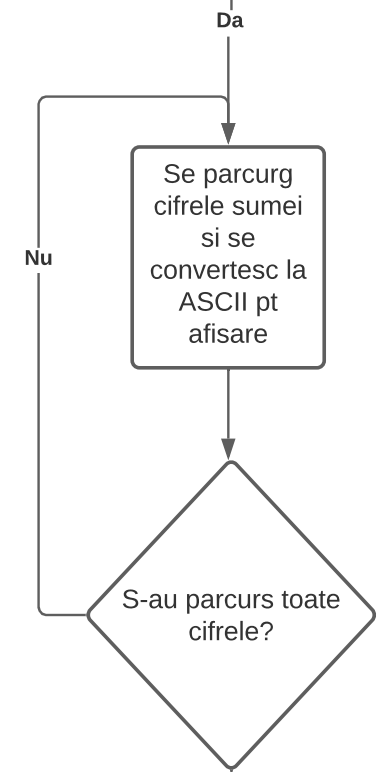 Da
Se parcurg
cifrele sumei
si se
convertesc la
ASCII pt
afisare
Nu
S-au parcurs toate
cifrele?